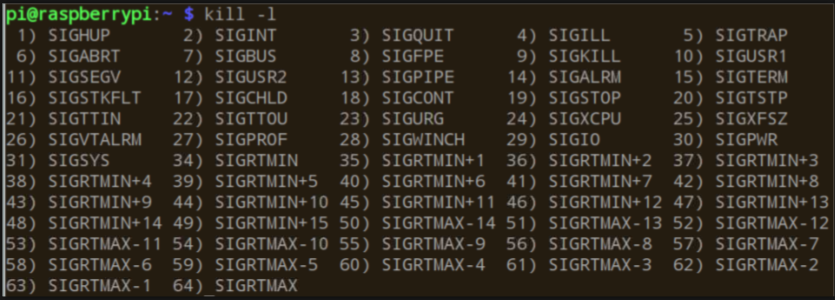 pi@raspberrypi:~ $ kill -l
 1) SIGHUP       2) SIGINT       3) SIGQUIT      4) SIGILL       5) SIGTRAP
 6) SIGABRT      7) SIGBUS       8) SIGFPE       9) SIGKILL     10) SIGUSR1
11) SIGSEGV     12) SIGUSR2     13) SIGPIPE     14) SIGALRM     15) SIGTERM
16) SIGSTKFLT   17) SIGCHLD     18) SIGCONT     19) SIGSTOP     20) SIGTSTP
21) SIGTTIN     22) SIGTTOU     23) SIGURG      24) SIGXCPU     25) SIGXFSZ
26) SIGVTALRM   27) SIGPROF     28) SIGWINCH    29) SIGIO       30) SIGPWR
31) SIGSYS      34) SIGRTMIN    35) SIGRTMIN+1  36) SIGRTMIN+2  37) SIGRTMIN+3
38) SIGRTMIN+4  39) SIGRTMIN+5  40) SIGRTMIN+6  41) SIGRTMIN+7  42) SIGRTMIN+8
43) SIGRTMIN+9  44) SIGRTMIN+10 45) SIGRTMIN+11 46) SIGRTMIN+12 47) SIGRTMIN+13
48) SIGRTMIN+14 49) SIGRTMIN+15 50) SIGRTMAX-14 51) SIGRTMAX-13 52) SIGRTMAX-12
53) SIGRTMAX-11 54) SIGRTMAX-10 55) SIGRTMAX-9  56) SIGRTMAX-8  57) SIGRTMAX-7
58) SIGRTMAX-6  59) SIGRTMAX-5  60) SIGRTMAX-4  61) SIGRTMAX-3  62) SIGRTMAX-2
63) SIGRTMAX-1  64) SIGRTMAX